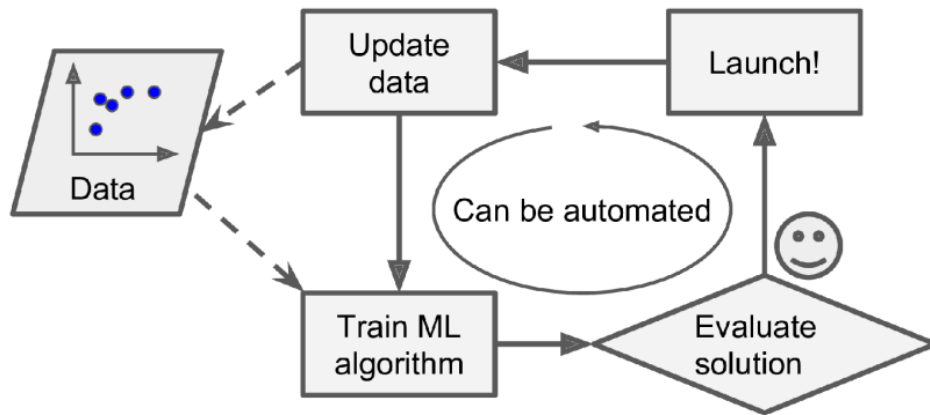 Update
data
Launch!
Data
Can be automated
Train ML
algorithm
Evaluate
solution